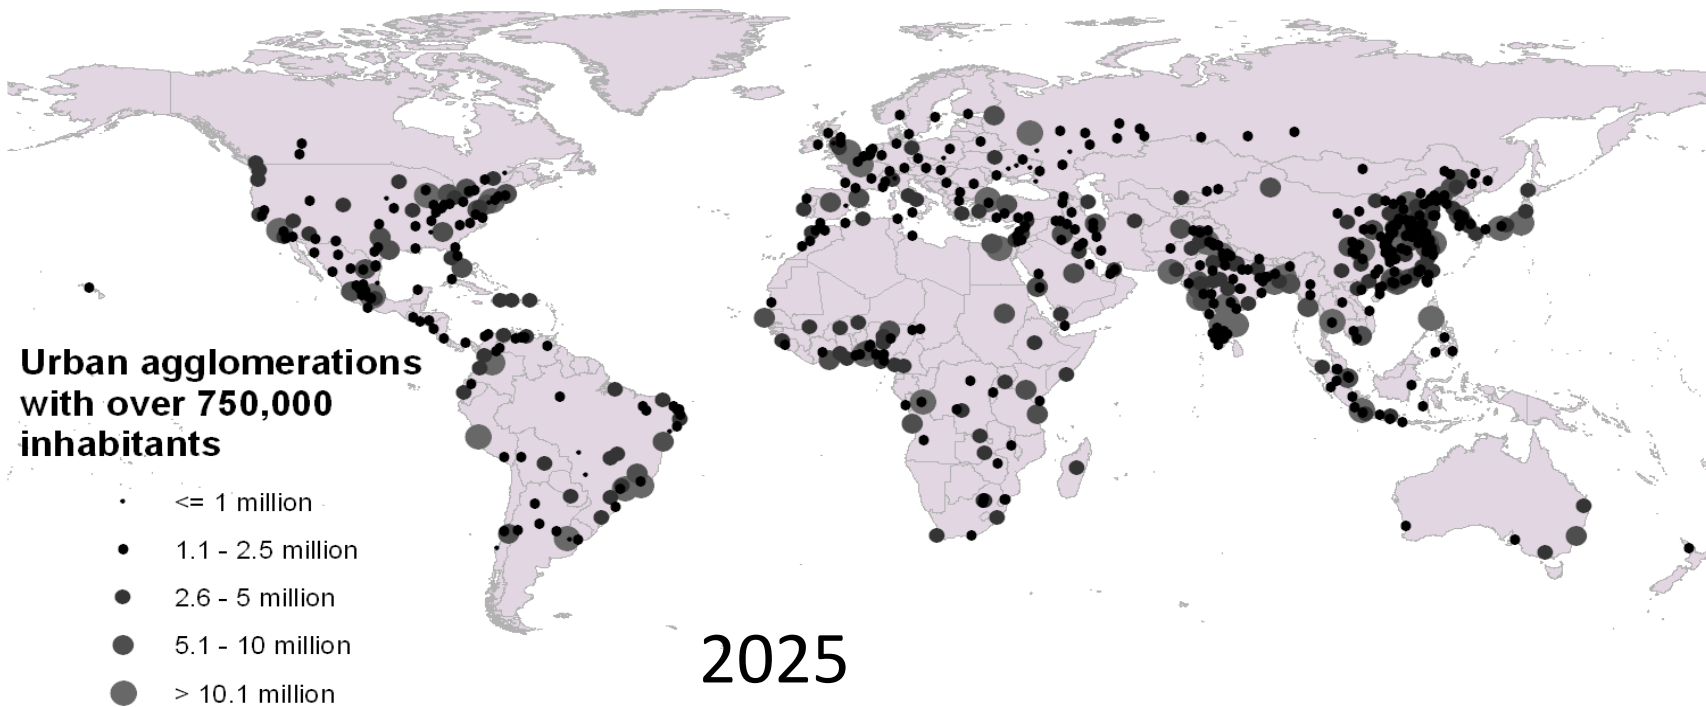 Urban agglomerations
with over 750,000
inhabitants
<= 1 million
1.1 - 2.5 million
2.6 - 5 million
5.1 - 10 million
> 10.1 million
2025